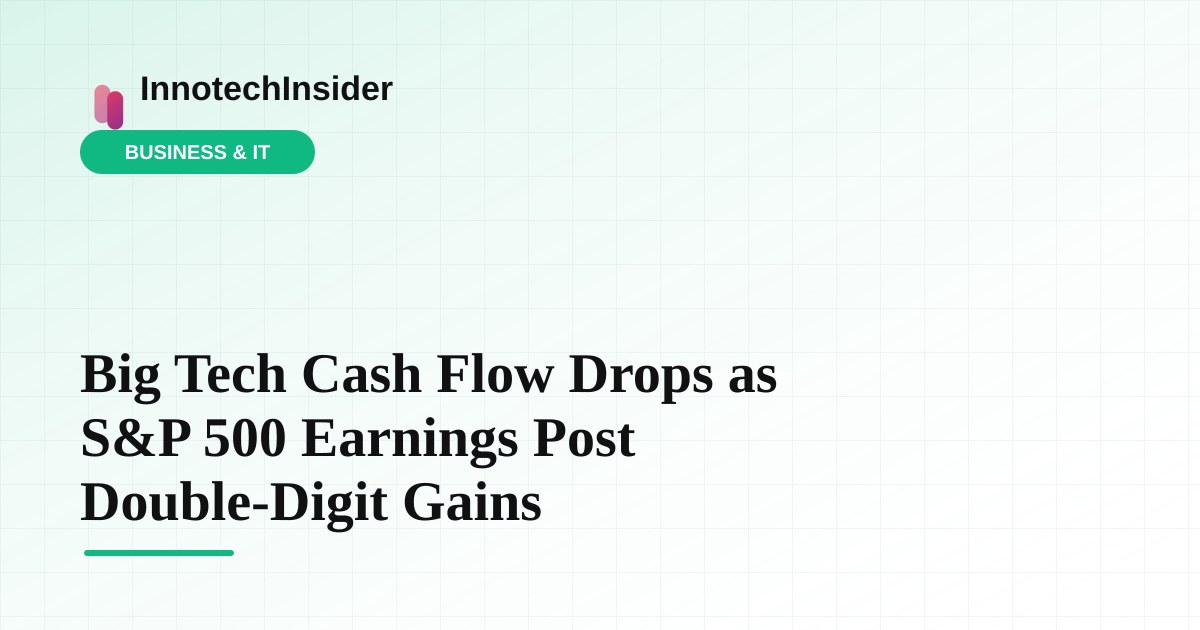 InnotechInsider
BUSINESS & IT
Big Tech Cash Flow Drops as
S&P 500 Earnings Post
Double-Digit Gains